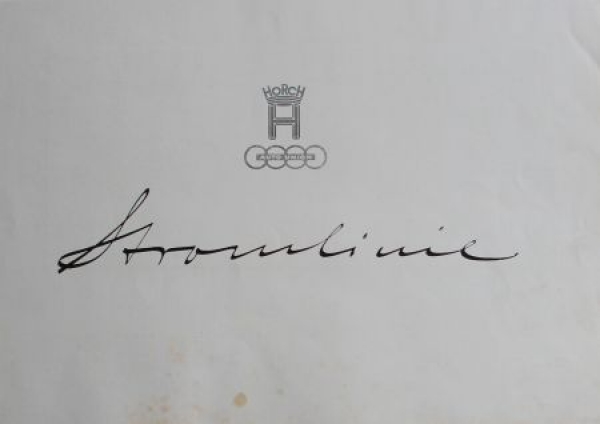 HORCH
H
AUTO UNION
Stromlinie